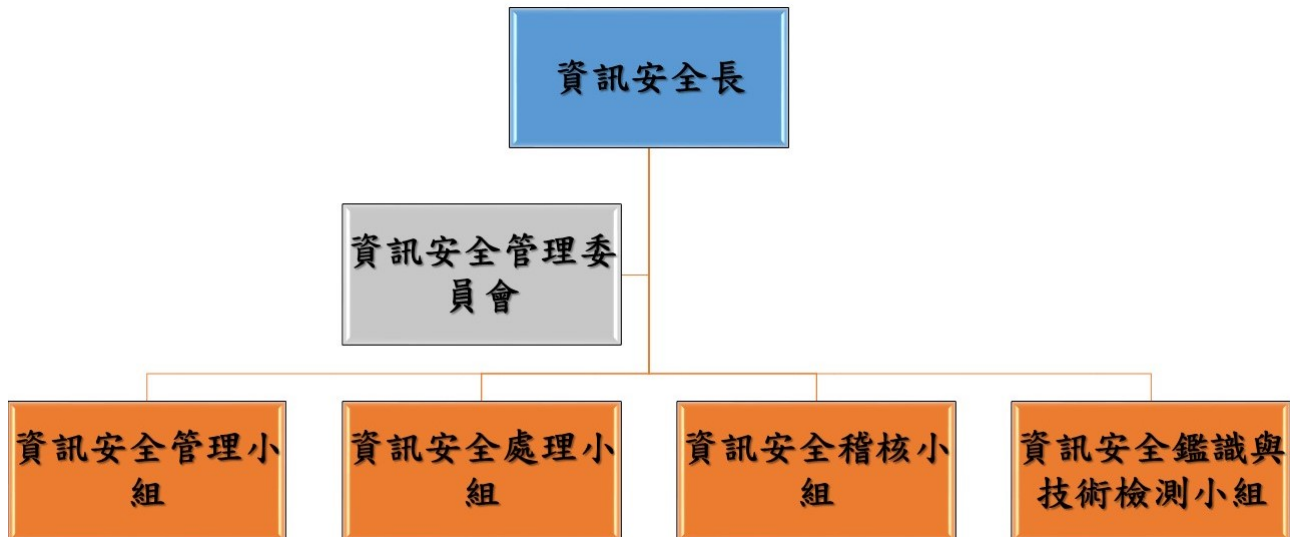 資訊安全長
資訊安全管理委
員會
資訊安全管理小
組
資訊安全處理小
組
資訊安全稽核小
組
資訊安全鑑識與
技術檢測小組